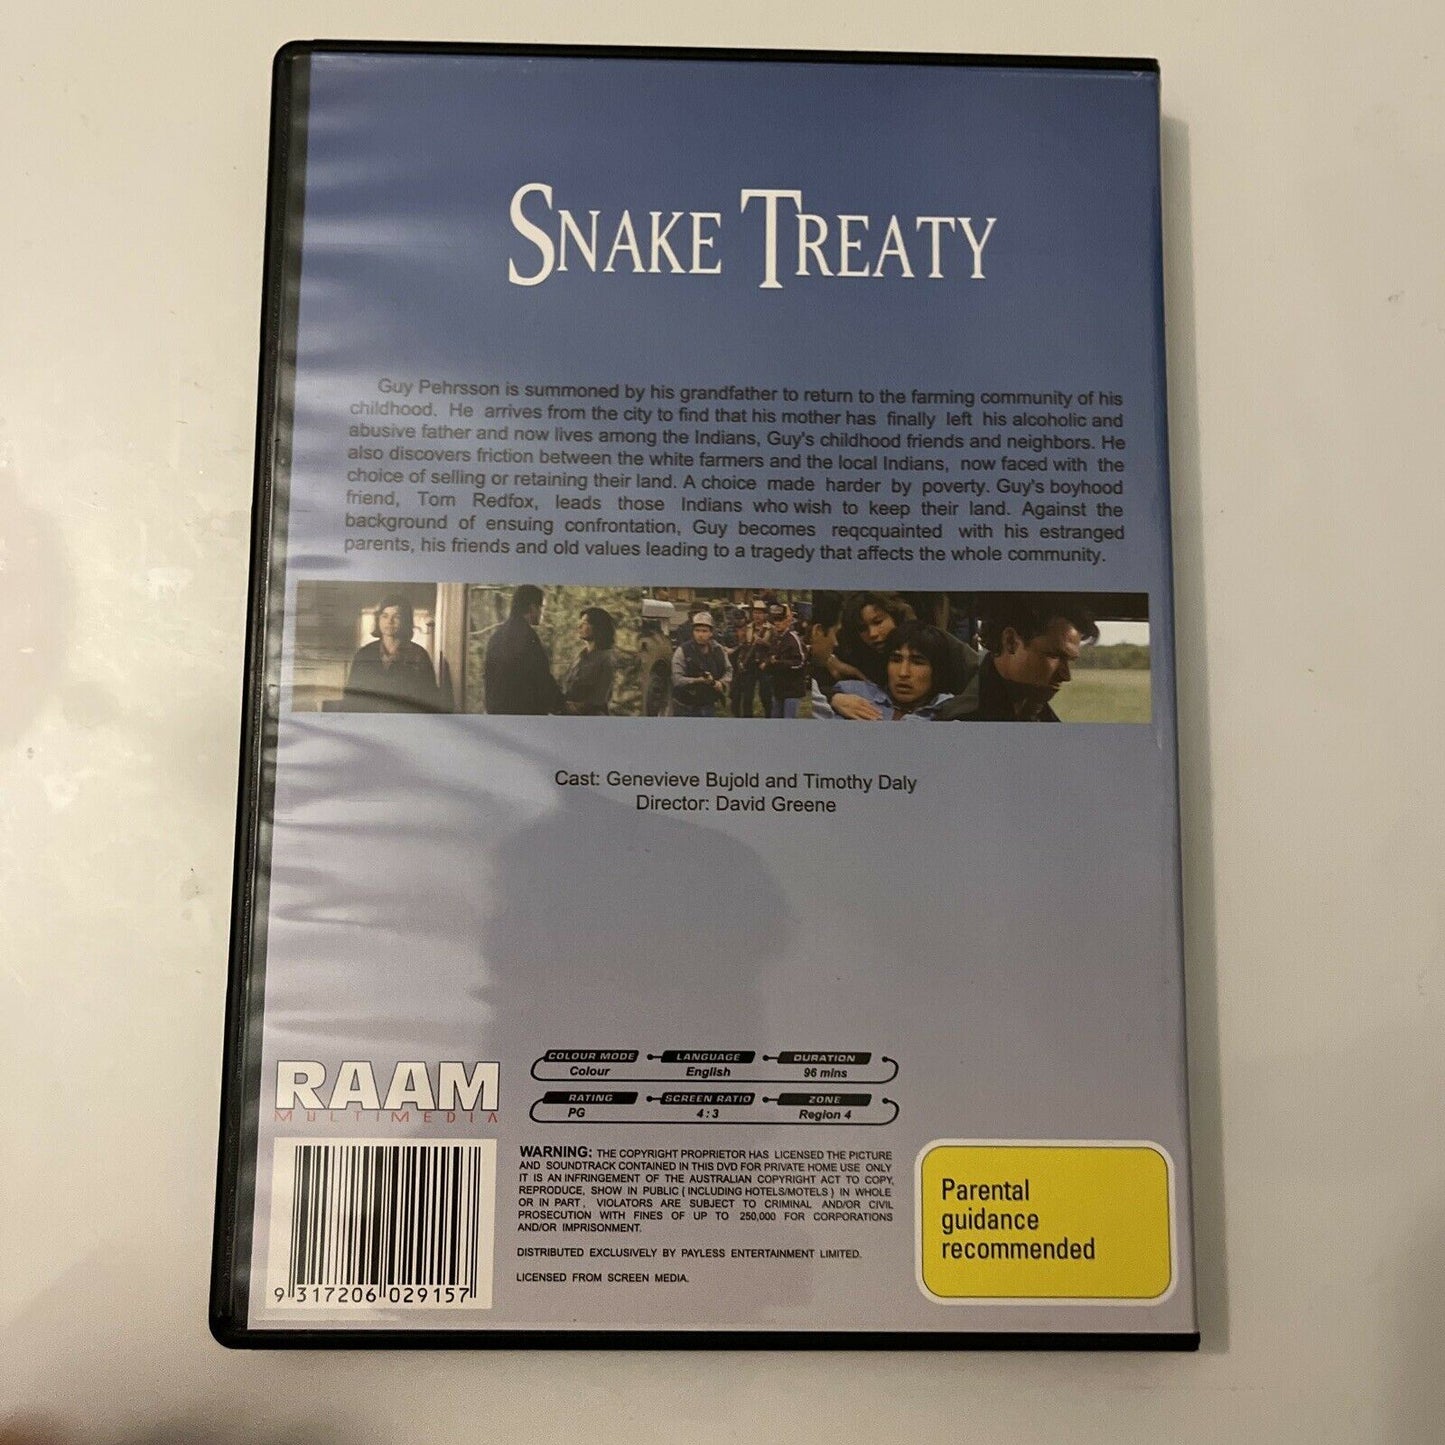 SNAKE TREATY
Guy Pehrsson is summoned by his grandfather to return to the farming community of his
childhood. He arrives from the city to find that his mother has finally left his alcoholic and
abusive father and now lives among the Indians, Guy's childhood friends and neighbors. He
also discovers friction between the white farmers and the local Indians, now faced with the
choice of selling or retaining their land. A choice made harder by poverty. Guy's boyhood
friend, Tom Redfox, leads those Indians who wish to keep their land. Against the
background of ensuing confrontation, Guy becomes reqcquainted with his estranged
parents, his friends and old values leading to a tragedy that affects the whole community.
Cast: Genevieve Bujold and Timothy Daly
Director: David Greene
RAAM
MULTIMEDIA
COLOUR MODE LANGUAGE DURATION
Colour English 96 mins
RATING SCREEN RATIO ZONE
PG 4:3 Region 4
WARNING: THE COPYRIGHT PROPRIETOR HAS LICENSED THE PICTURE
AND SOUNDTRACK CONTAINED IN THIS DVD FOR PRIVATE HOME USE ONLY
IT IS AN INFRINGEMENT OF THE AUSTRALIAN COPYRIGHT ACT TO COPY,
REPRODUCE, SHOW IN PUBLIC (INCLUDING HOTELS/MOTELS) IN WHOLE
OR IN PART, VIOLATORS ARE SUBJECT TO CRIMINAL AND/OR CIVIL
PROSECUTION WITH FINES OF UP TO 250,000 FOR CORPORATIONS
AND/OR IMPRISONMENT.
DISTRIBUTED EXCLUSIVELY BY PAYLESS ENTERTAINMENT LIMITED.
LICENSED FROM SCREEN MEDIA.
9 317206 029157
Parental
guidance
recommended